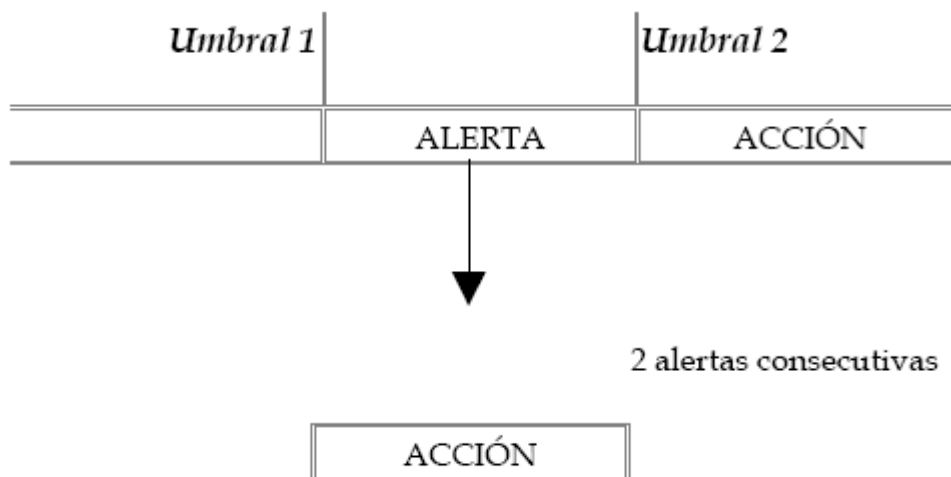 Umbral 1 Umbral 2
ALERTA ACCIÓN
2 alertas consecutivas
ACCIÓN